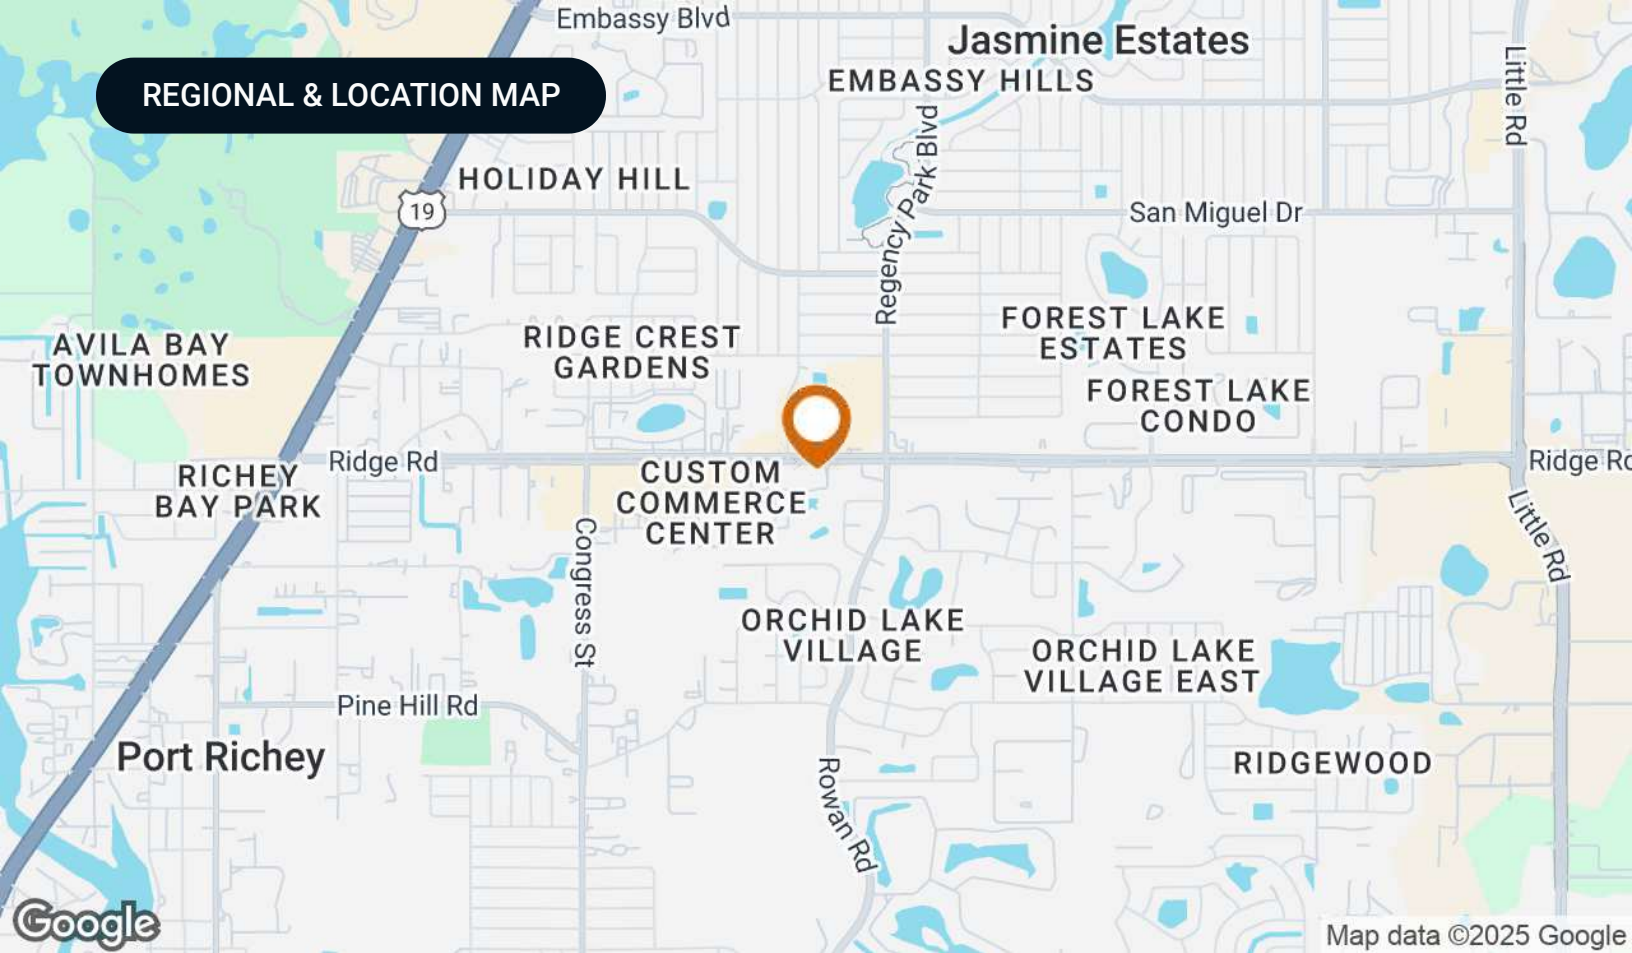 Embassy Blvd
Jasmine Estates
EMBASSY HILLS
REGIONAL & LOCATION MAP
Little Rd
Regency Park Blvd
HOLIDAY HILL
19
San Miguel Dr
FOREST LAKE
ESTATES
RIDGE CREST
GARDENS
AVILA BAY
TOWNHOMES
FOREST LAKE
CONDO
Ridge Rd
Ridge Rd
RICHEY
BAY PARK
CUSTOM
COMMERCE
CENTER
Little Rd
Congress St
ORCHID LAKE
VILLAGE
ORCHID LAKE
VILLAGE EAST
Pine Hill Rd
Port Richey
RIDGEWOOD
Rowan Rd
Google
Map data ©2025 Google